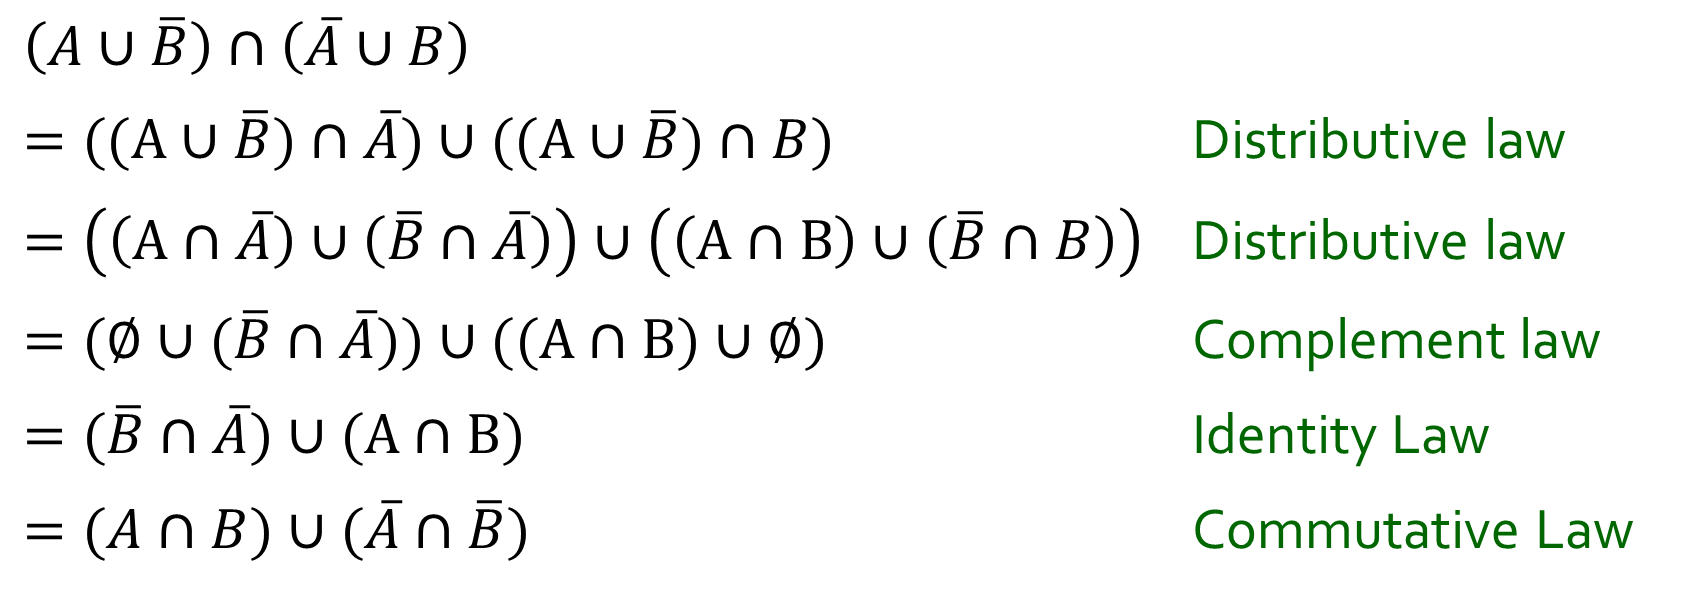 (A ∪ B̅) ∩ (A̅ ∪ B)
= ((A ∪ B̅) ∩ A̅) ∪ ((A ∪ B̅) ∩ B) Distributive law
= ((A ∩ A̅) ∪ (B̅ ∩ A̅)) ∪ ((A ∩ B) ∪ (B̅ ∩ B)) Distributive law
= (∅ ∪ (B̅ ∩ A̅)) ∪ ((A ∩ B) ∪ ∅) Complement law
= (B̅ ∩ A̅) ∪ (A ∩ B) Identity Law
= (A ∩ B) ∪ (A̅ ∩ B̅) Commutative Law